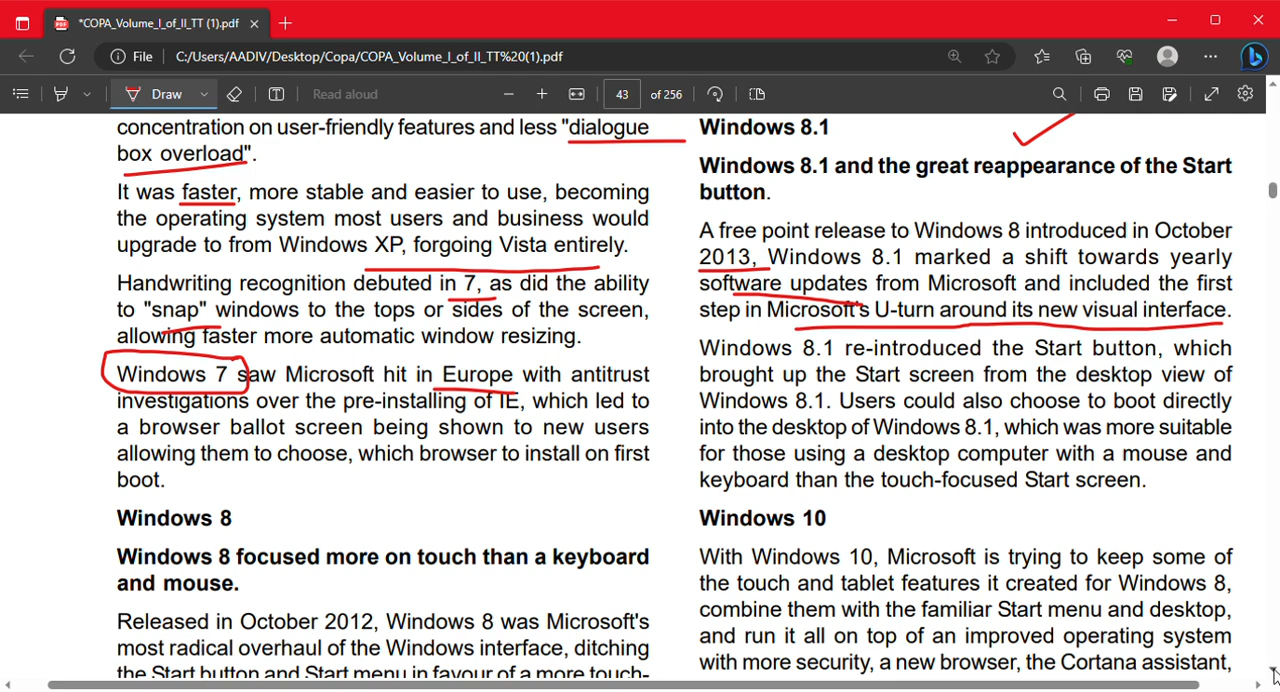 *COPA_Volume_I_of_II_TT (1).pdf
File
C:/Users/AADIV/Desktop/Copa/COPA_Volume_I_of_II_TT%20(1).pdf
Draw
Read aloud
43
of 256
concentration on user-friendly features and less "dialogue
box overload".
It was faster, more stable and easier to use, becoming
the operating system most users and business would
upgrade to from Windows XP, forgoing Vista entirely.
Handwriting recognition debuted in 7, as did the ability
to "snap" windows to the tops or sides of the screen,
allowing faster more automatic window resizing.
Windows 7 saw Microsoft hit in Europe with antitrust
investigations over the pre-installing of IE, which led to
a browser ballot screen being shown to new users
allowing them to choose, which browser to install on first
boot.
Windows 8
Windows 8 focused more on touch than a keyboard
and mouse.
Released in October 2012, Windows 8 was Microsoft's
most radical overhaul of the Windows interface, ditching
the Start button and Start menu in favour of a more touch-
Windows 8.1
Windows 8.1 and the great reappearance of the Start
button.
A free point release to Windows 8 introduced in October
2013, Windows 8.1 marked a shift towards yearly
software updates from Microsoft and included the first
step in Microsoft's U-turn around its new visual interface.
Windows 8.1 re-introduced the Start button, which
brought up the Start screen from the desktop view of
Windows 8.1. Users could also choose to boot directly
into the desktop of Windows 8.1, which was more suitable
for those using a desktop computer with a mouse and
keyboard than the touch-focused Start screen.
Windows 10
With Windows 10, Microsoft is trying to keep some of
the touch and tablet features it created for Windows 8,
combine them with the familiar Start menu and desktop,
and run it all on top of an improved operating system
with more security, a new browser, the Cortana assistant,